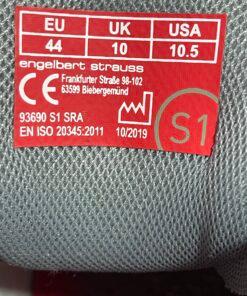 EU UK USA
44 10 10.5
engelbert strauss
CE Frankfurter Straße 98-102
63599 Biebergemünd
93690 S1 SRA
EN ISO 20345:2011 10/2019
S1